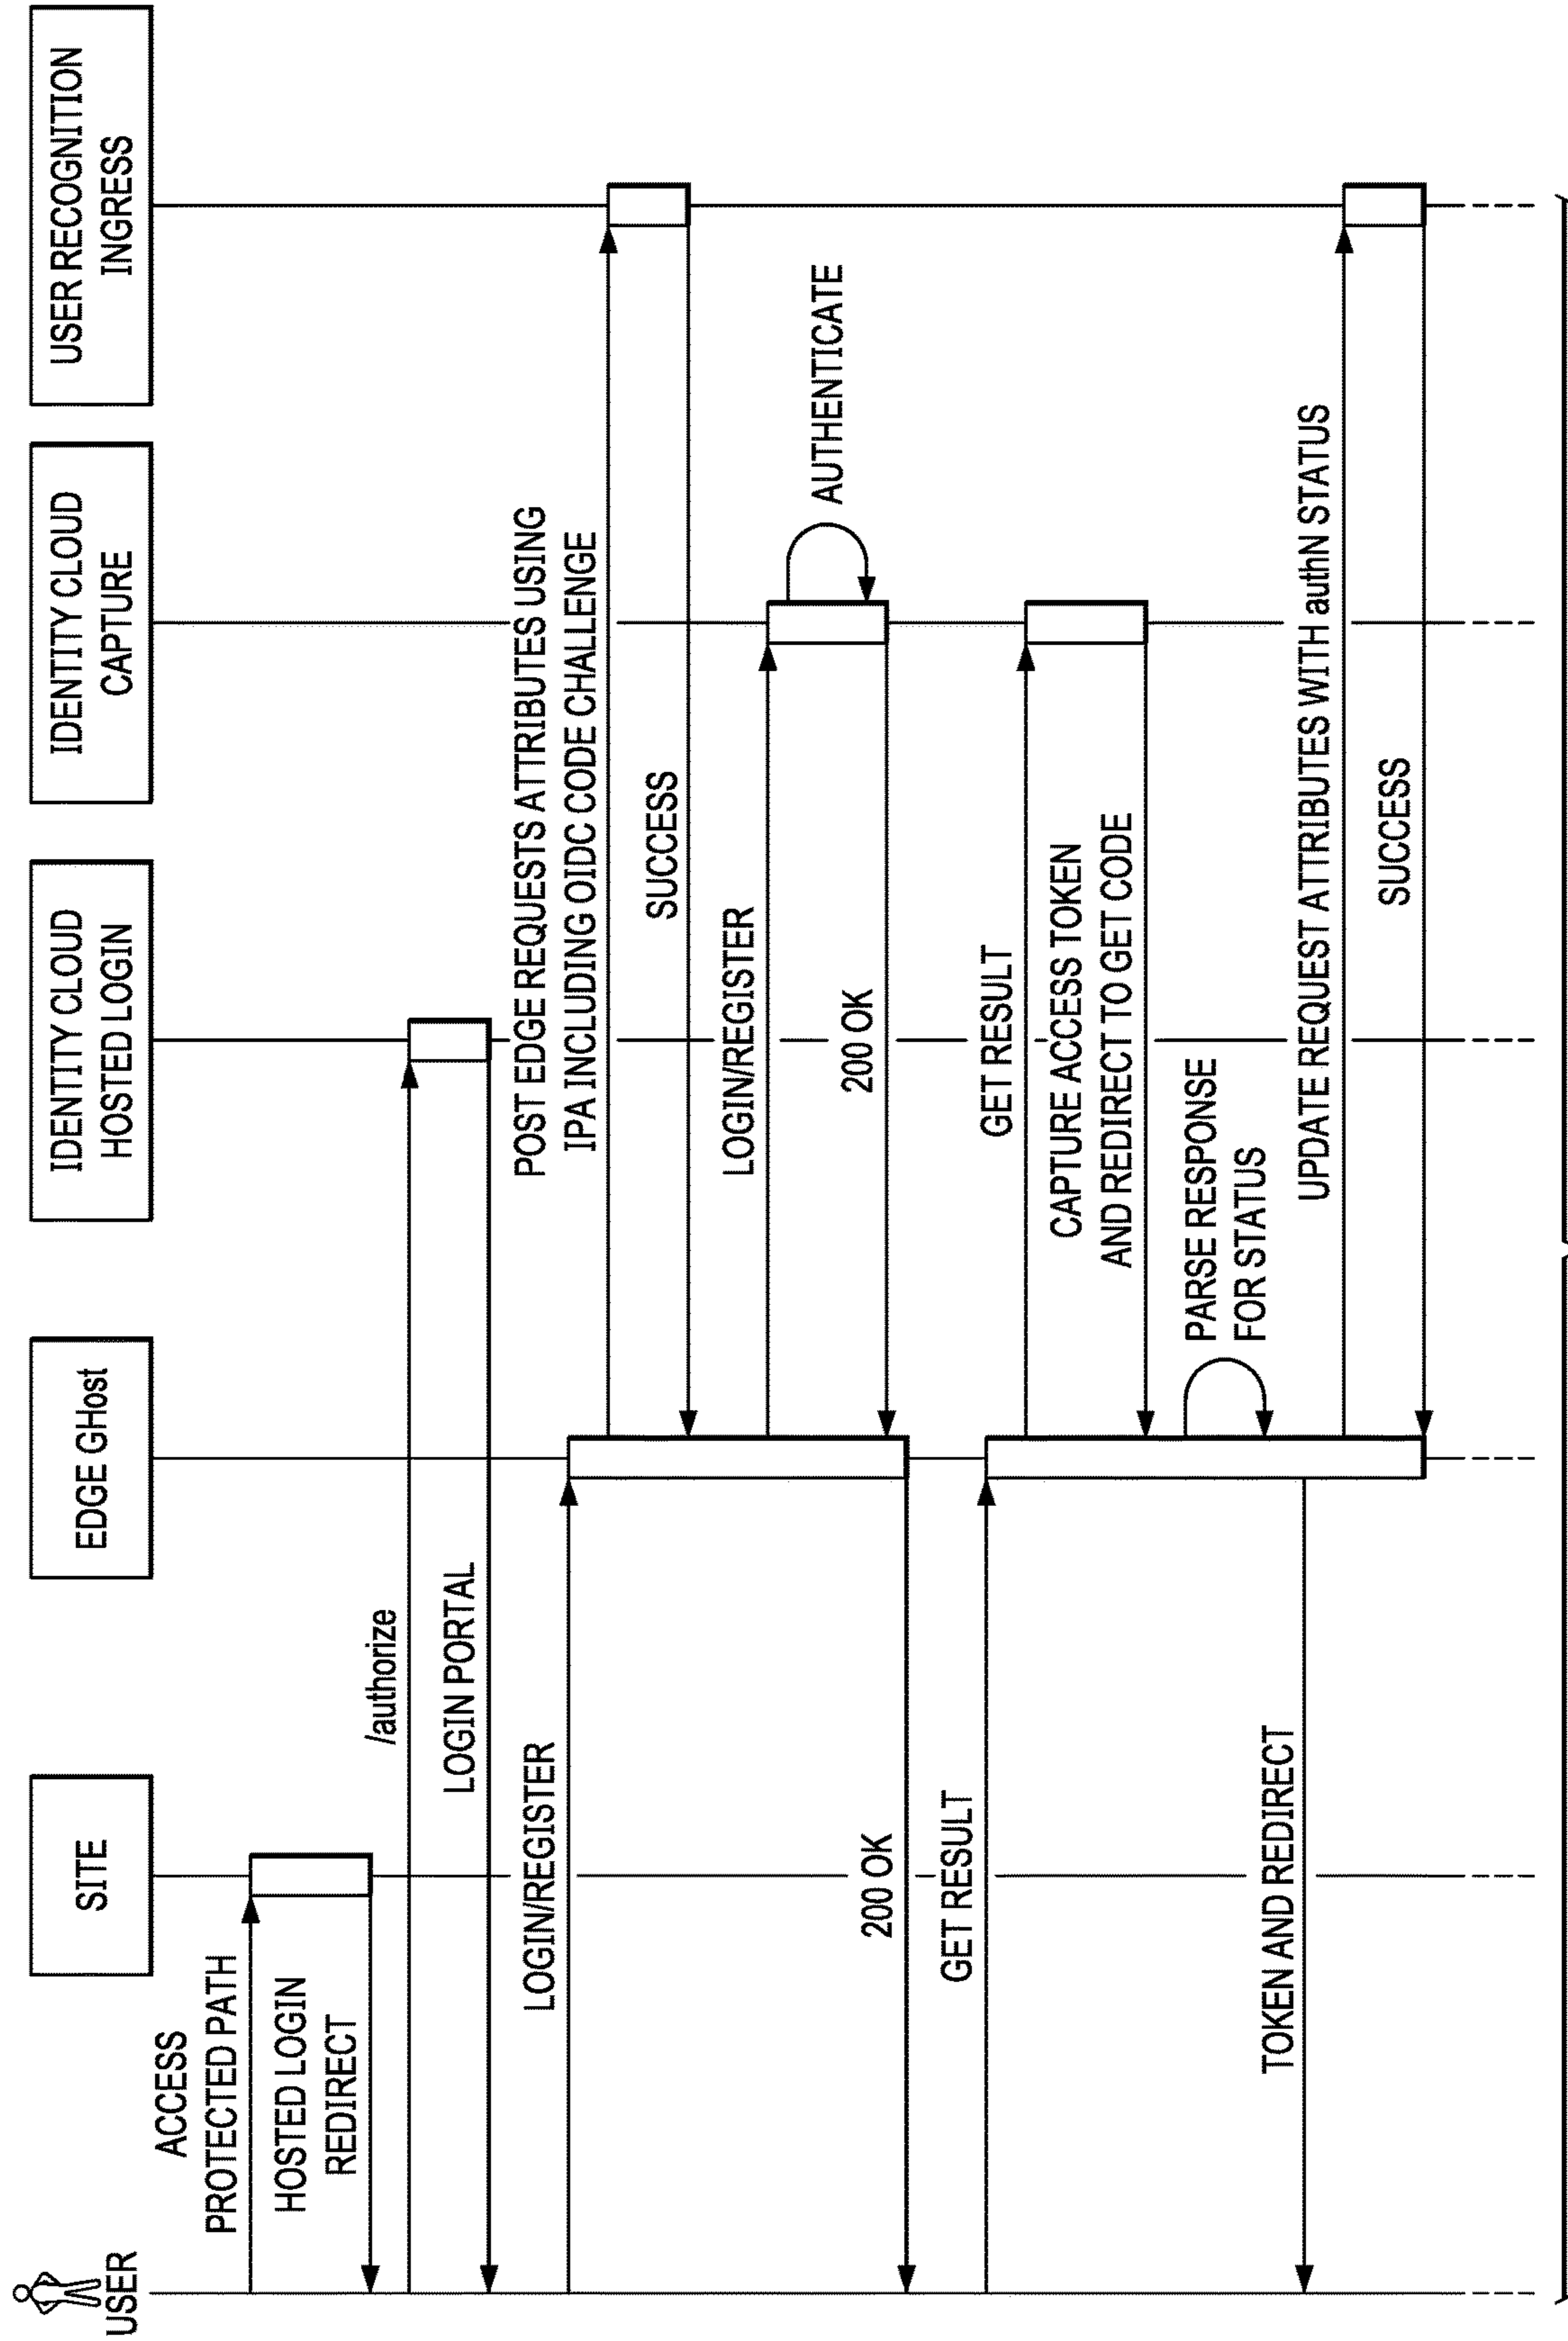 USER
SITE
EDGE GHost
IDENTITY CLOUD
HOSTED LOGIN
IDENTITY CLOUD
CAPTURE
USER RECOGNITION
INGRESS
ACCESS
PROTECTED PATH
HOSTED LOGIN
REDIRECT
/authorize
LOGIN PORTAL
LOGIN/REGISTER
POST EDGE REQUESTS ATTRIBUTES USING
IPA INCLUDING OIDC CODE CHALLENGE
SUCCESS
LOGIN/REGISTER
AUTHENTICATE
200 OK
200 OK
GET RESULT
GET RESULT
CAPTURE ACCESS TOKEN
AND REDIRECT TO GET CODE
PARSE RESPONSE
FOR STATUS
TOKEN AND REDIRECT
UPDATE REQUEST ATTRIBUTES WITH authN STATUS
SUCCESS